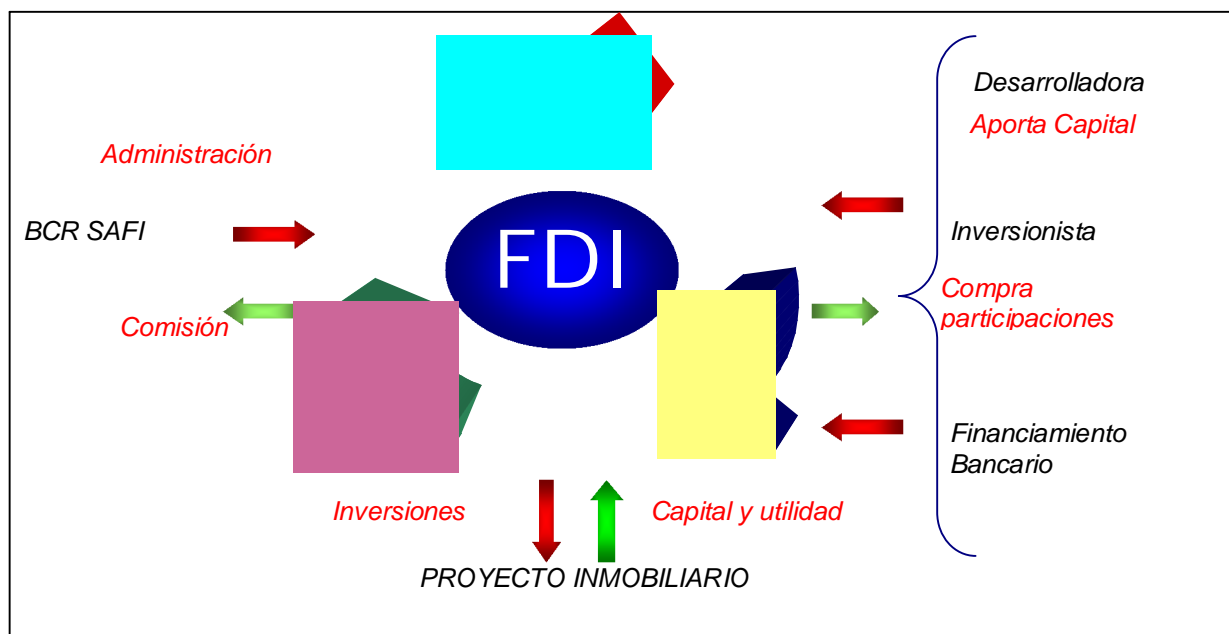 Desarrolladora
Aporta Capital
Administración
BCR SAFI
Inversionista
FDI
Comisión
Compra
participaciones
Financiamiento
Bancario
Inversiones
Capital y utilidad
PROYECTO INMOBILIARIO